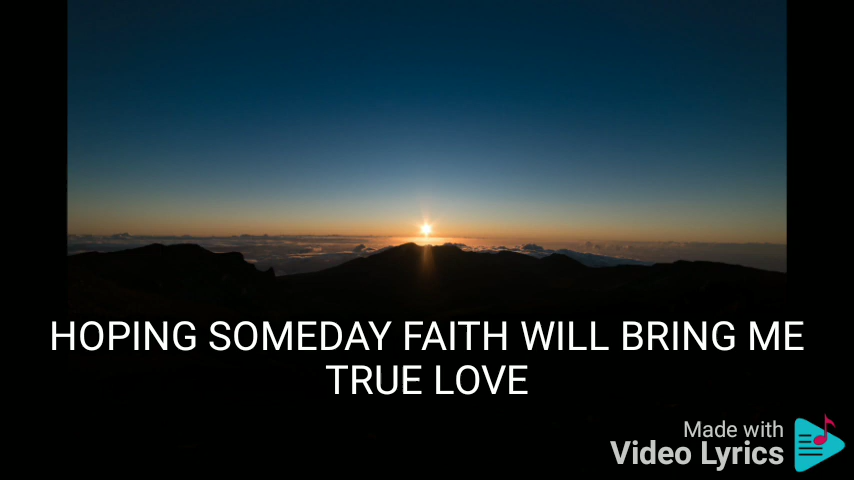 HOPING SOMEDAY FAITH WILL BRING ME
TRUE LOVE
Made with
Video Lyrics